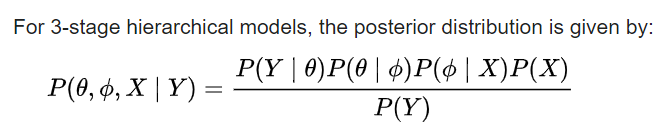 For 3-stage hierarchical models, the posterior distribution is given by:
P(θ, ϕ, X | Y) = P(Y | θ)P(θ | ϕ)P(ϕ | X)P(X)
P(Y)